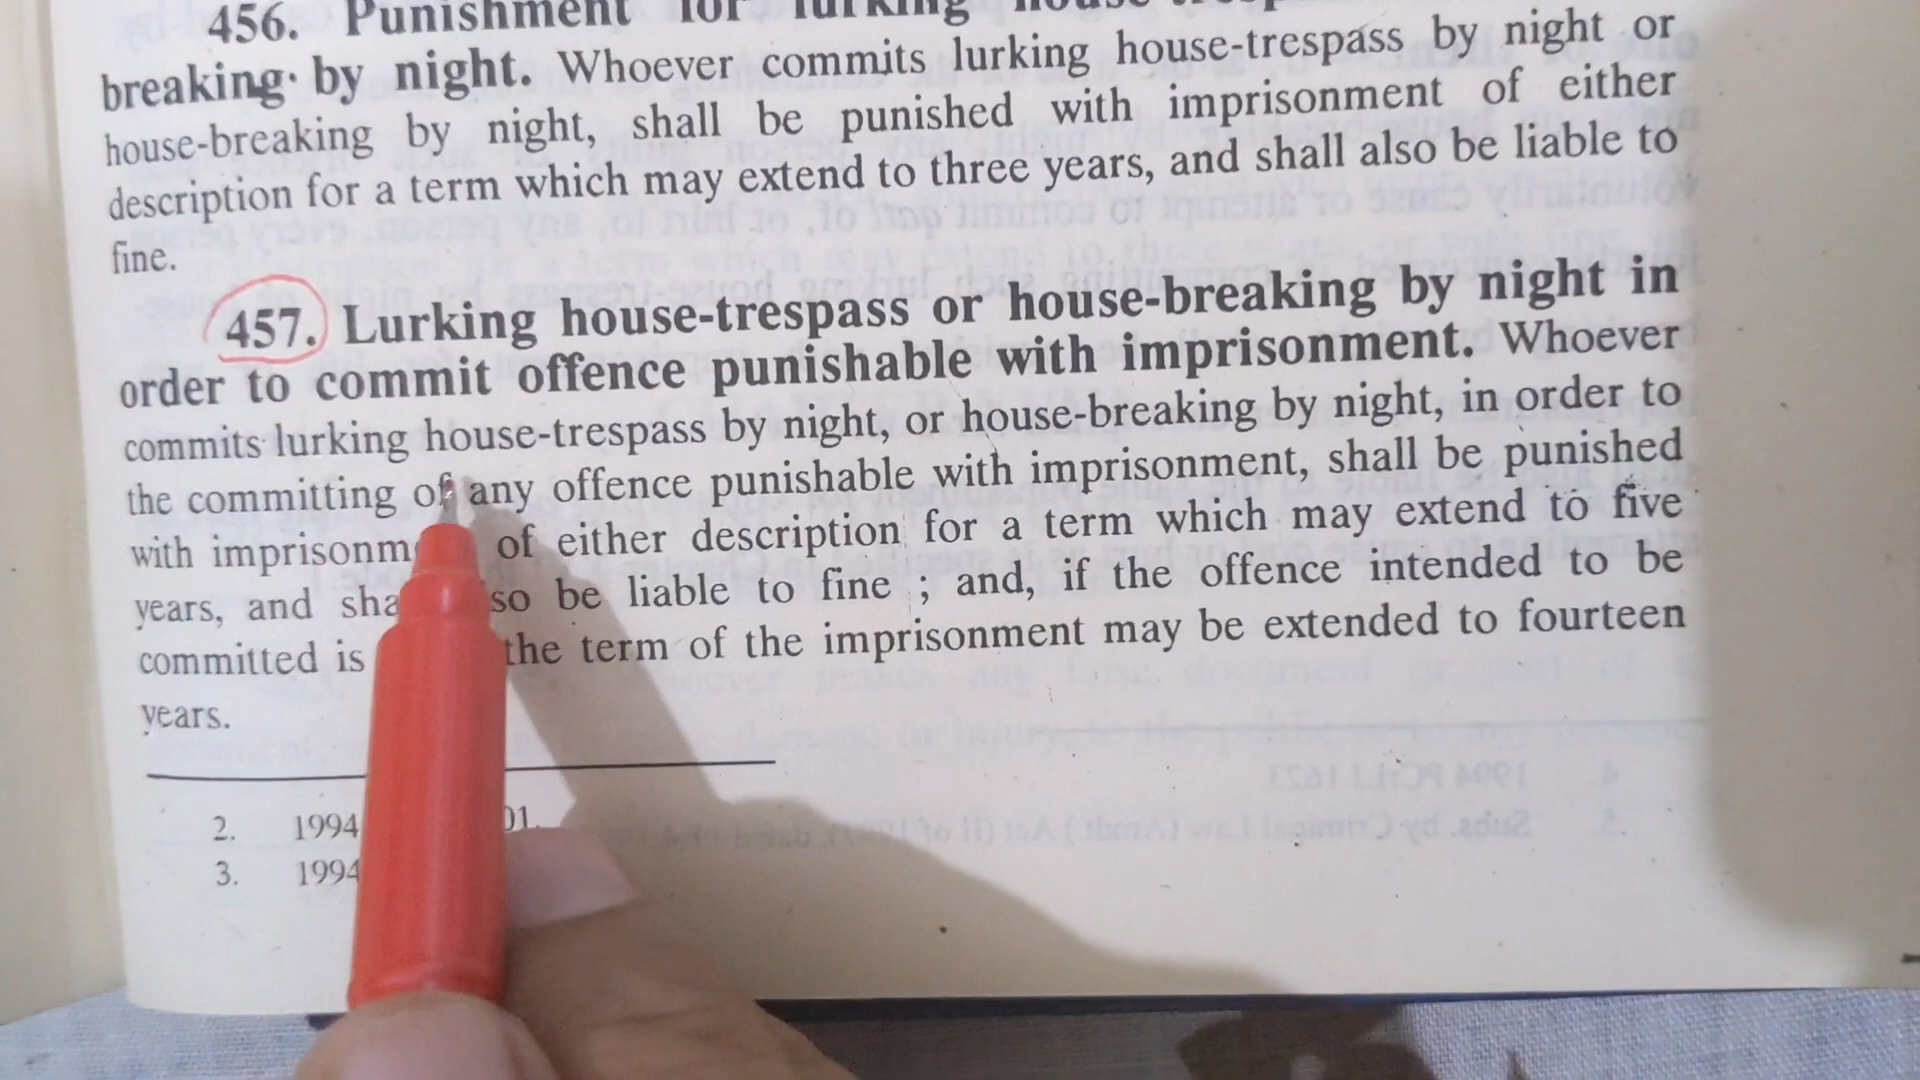 456. Punishment for lurking house-trespass
breaking by night. Whoever commits lurking house-trespass by night or
house-breaking by night, shall be punished with imprisonment of either
description for a term which may extend to three years, and shall also be liable to
fine.
457. Lurking house-trespass or house-breaking by night in
order to commit offence punishable with imprisonment. Whoever
commits lurking house-trespass by night, or house-breaking by night, in order to
the committing of any offence punishable with imprisonment, shall be punished
with imprisonm of either description for a term which may extend to five
years, and sha so be liable to fine ; and, if the offence intended to be
committed is the term of the imprisonment may be extended to fourteen
years.
2. 1994 01.
3. 1994